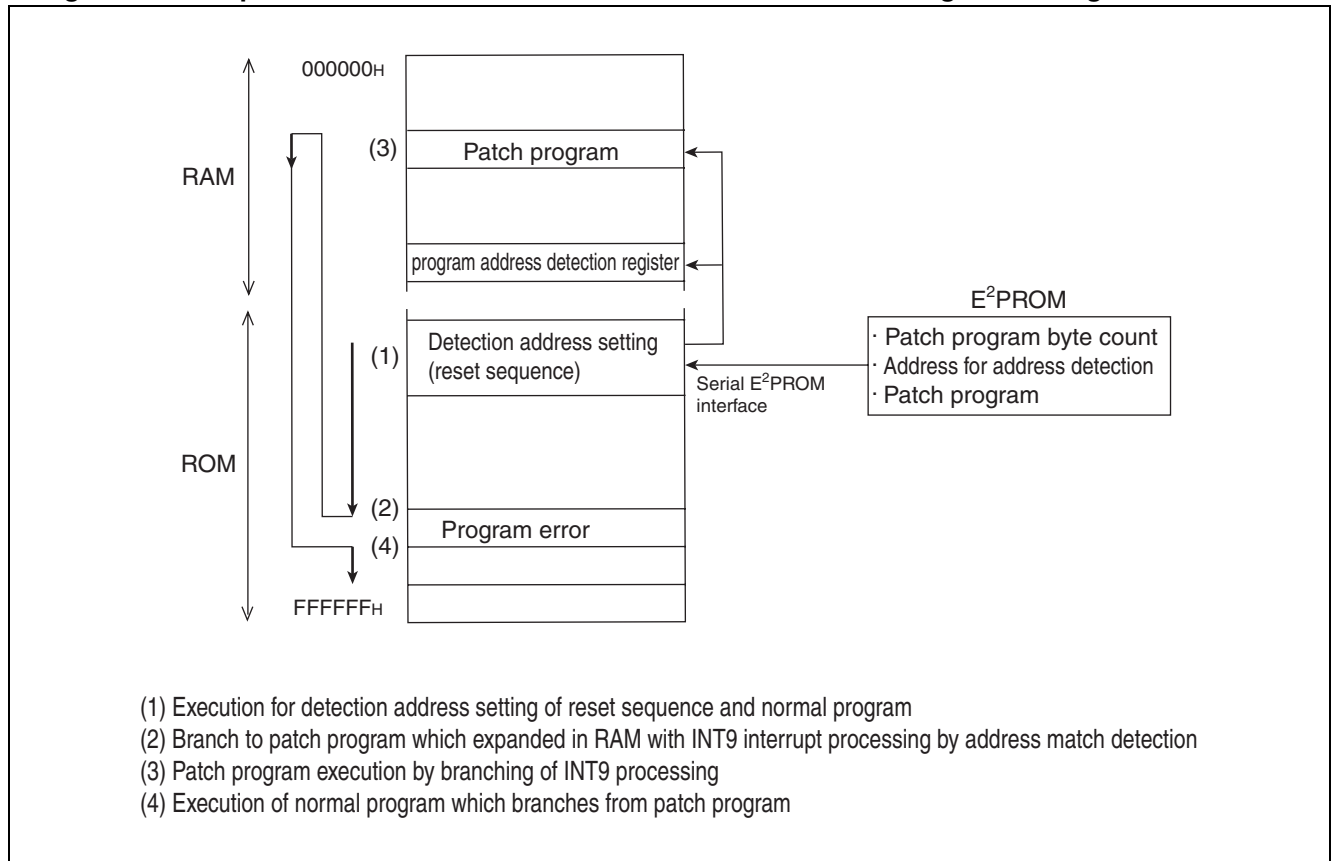 000000H
(3) Patch program
RAM
program address detection register
E²PROM
· Patch program byte count
· Address for address detection
· Patch program
Detection address setting
(1)
(reset sequence)
Serial E²PROM
interface
ROM
(2)
Program error
(4)
FFFFFFH
(1) Execution for detection address setting of reset sequence and normal program
(2) Branch to patch program which expanded in RAM with INT9 interrupt processing by address match detection
(3) Patch program execution by branching of INT9 processing
(4) Execution of normal program which branches from patch program